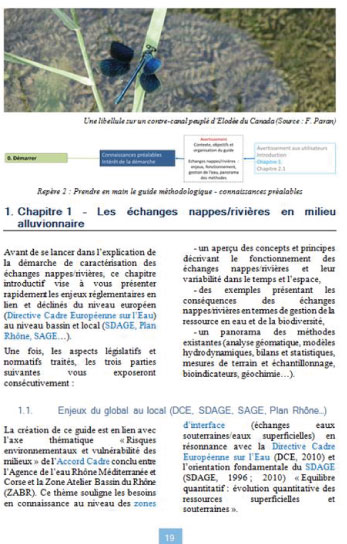 Une libellule sur un contre-canal peuplé d'Elodée du Canada (Source : F. Paran)
0. Démarrer
Connaissances préalables
Intérêt de la démarche
Avertissement
Contexte, objectifs et
organisation du guide
Echanges nappes/rivières :
enjeux, fonctionnement,
gestion de l'eau, panorama
des méthodes
Avertissement aux utilisateurs
Introduction
Chapitre 1
Chapitre 2.1
Repère 2 : Prendre en main le guide méthodologique - connaissances préalables
1. Chapitre 1 - Les échanges nappes/rivières en milieu
alluvionnaire
Avant de se lancer dans l'explication de
la démarche de caractérisation des
échanges nappes/rivières, ce chapitre
introductif vise à vous présenter
rapidement les enjeux réglementaires en
lien et déclinés du niveau européen
(Directive Cadre Européenne sur l'Eau)
au niveau bassin et local (SDAGE, Plan
Rhône, SAGE…).
Une fois, les aspects législatifs et
normatifs traités, les trois parties
suivantes vous exposeront
consécutivement :
- un aperçu des concepts et principes
décrivant le fonctionnement des
échanges nappes/rivières et leur
variabilité dans le temps et l'espace,
- des exemples présentant les
conséquences des échanges
nappes/rivières en termes de gestion de la
ressource en eau et de la biodiversité,
- un panorama des méthodes
existantes (analyse géomatique, modèles
hydrodynamiques, bilans et statistiques,
mesures de terrain et échantillonnage,
bioindicateurs, géochimie…).
1.1. Enjeux du global au local (DCE, SDAGE, SAGE, Plan Rhône..)
La création de ce guide est en lien avec
l'axe thématique « Risques
environnementaux et vulnérabilité des
milieux » de l'Accord Cadre conclu entre
l'Agence de l'eau Rhône Méditerranée et
Corse et la Zone Atelier Bassin du Rhône
(ZABR). Ce thème souligne les besoins
en connaissance au niveau des zones
d'interface (échanges eaux
souterraines/eaux superficielles) en
résonnance avec la Directive Cadre
Européenne sur l'Eau (DCE, 2010) et
l'orientation fondamentale du SDAGE
(SDAGE, 1996 ; 2010) « Equilibre
quantitatif : évolution quantitative des
ressources superficielles et
souterraines ».
19